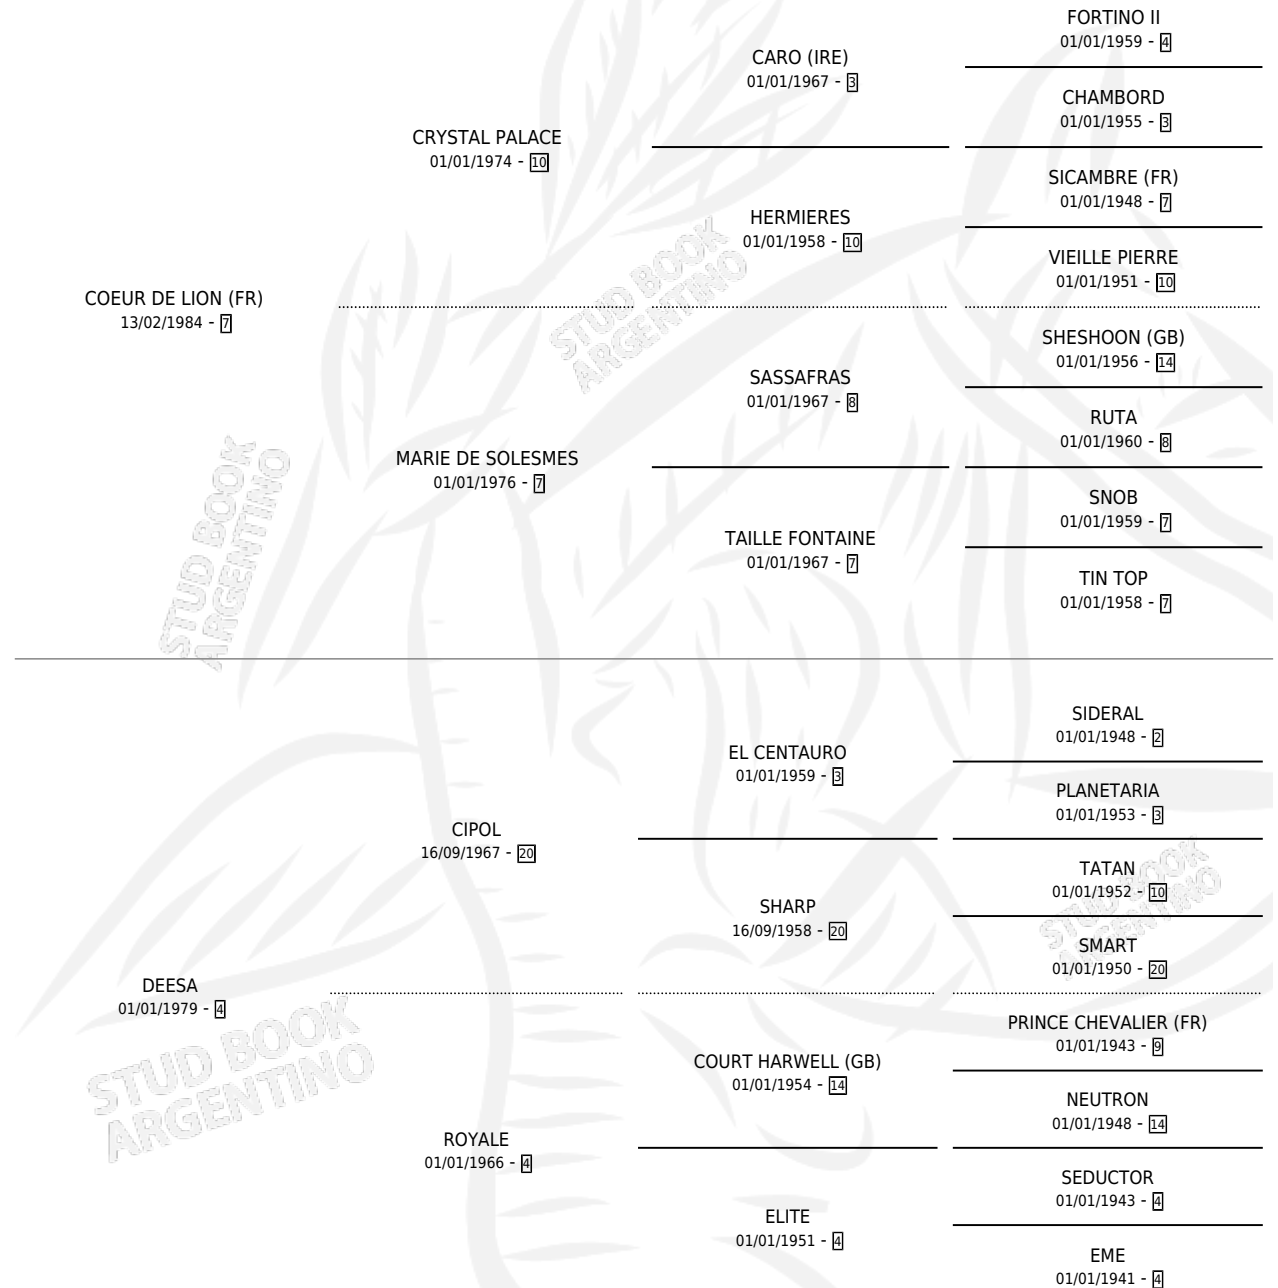 FORTINO II
01/01/1959 - 4
CARO (IRE)
01/01/1967 - 3
CHAMBORD
01/01/1955 - 3
CRYSTAL PALACE
01/01/1974 - 10
SICAMBRE (FR)
01/01/1948 - 7
HERMIERES
01/01/1958 - 10
VIEILLE PIERRE
01/01/1951 - 10
COEUR DE LION (FR)
13/02/1984 - 7
STUD BOOK
ARGENTINO
SHESHOON (GB)
01/01/1956 - 14
SASSAFRAS
01/01/1967 - 8
RUTA
01/01/1960 - 8
MARIE DE SOLESMES
01/01/1976 - 7
SNOB
01/01/1959 - 7
TAILLE FONTAINE
01/01/1967 - 7
TIN TOP
01/01/1958 - 7
STUD BOOK
ARGENTINO
SIDERAL
01/01/1948 - 2
EL CENTAURO
01/01/1959 - 3
PLANETARIA
01/01/1953 - 3
CIPOL
16/09/1967 - 20
TATAN
01/01/1952 - 10
SHARP
16/09/1958 - 20
STUD BOOK
ARGENTINO
SMART
01/01/1950 - 20
DEESA
01/01/1979 - 4
PRINCE CHEVALIER (FR)
01/01/1943 - 9
COURT HARWELL (GB)
01/01/1954 - 14
STUD BOOK
ARGENTINO
NEUTRON
01/01/1948 - 14
ROYALE
01/01/1966 - 4
SEDUCTOR
01/01/1943 - 4
ELITE
01/01/1951 - 4
EME
01/01/1941 - 4